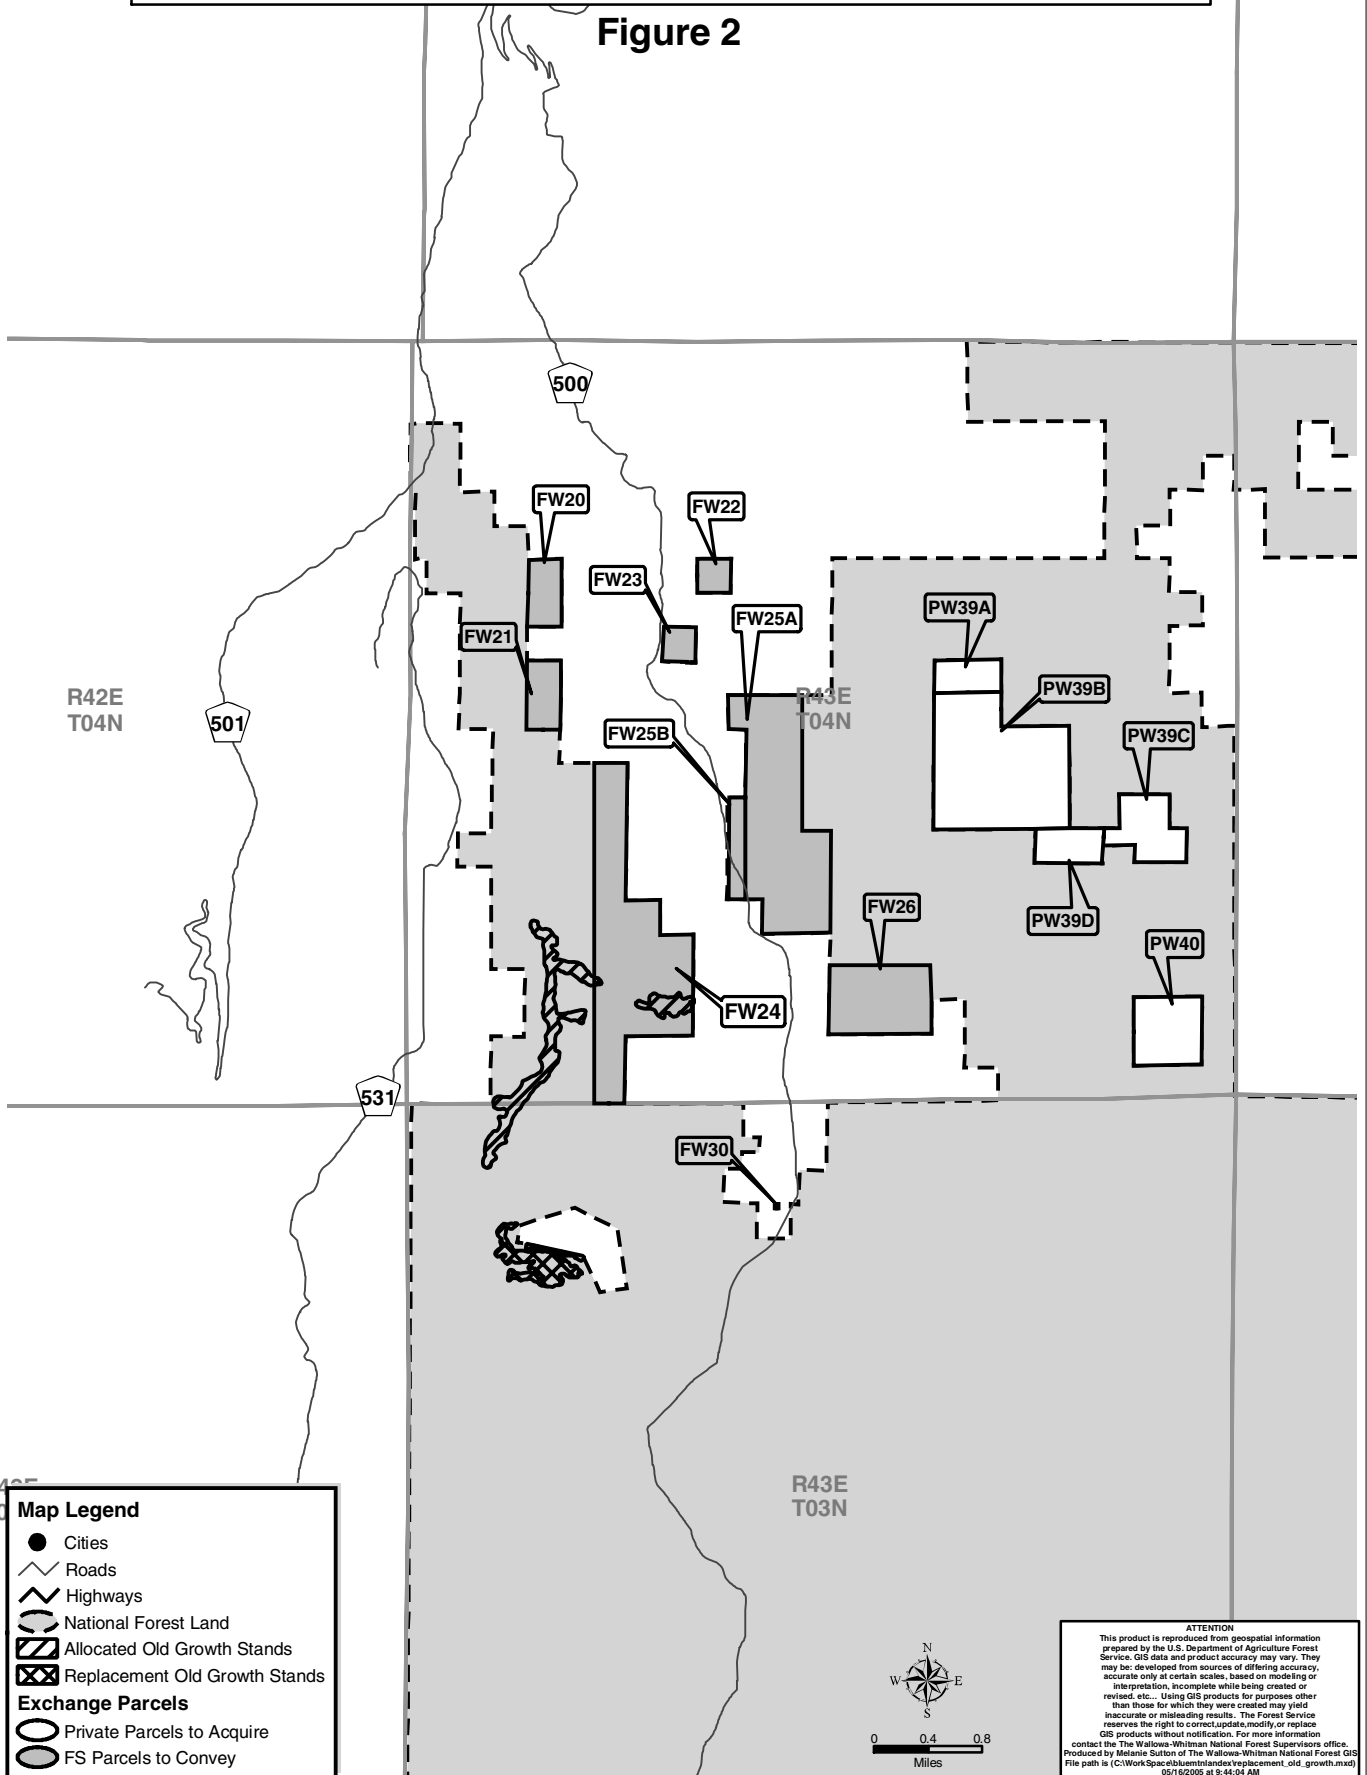 Figure 2
500
FW20
FW22
FW23
FW25A
PW39A
FW21
R42E
T04N
R43E
T04N
PW39B
501
FW25B
PW39C
FW26
PW39D
PW40
FW24
531
FW30
R43E
T03N
Map Legend
Cities
Roads
Highways
National Forest Land
Allocated Old Growth Stands
Replacement Old Growth Stands
Exchange Parcels
Private Parcels to Acquire
FS Parcels to Convey
N
W E
S
0 0.4 0.8
Miles
ATTENTION
This product is reproduced from geospatial information
prepared by the U.S. Department of Agriculture Forest
Service. GIS data and product accuracy may vary. They
may be: developed from sources of differing accuracy,
accurate only at certain scales, based on modeling or
interpretation, incomplete while being created or
revised. etc... Using GIS products for purposes other
than those for which they were created may yield
inaccurate or misleading results. The Forest Service
reserves the right to correct,update,modify,or replace
GIS products without notification. For more information
contact the The Wallowa-Whitman National Forest Supervisors office.
Produced by Melanie Sutton of The Wallowa-Whitman National Forest GIS
File path is (C:\WorkSpace\bluemtnlandex\replacement_old_growth.mxd)
05/16/2005 at 9:44:04 AM